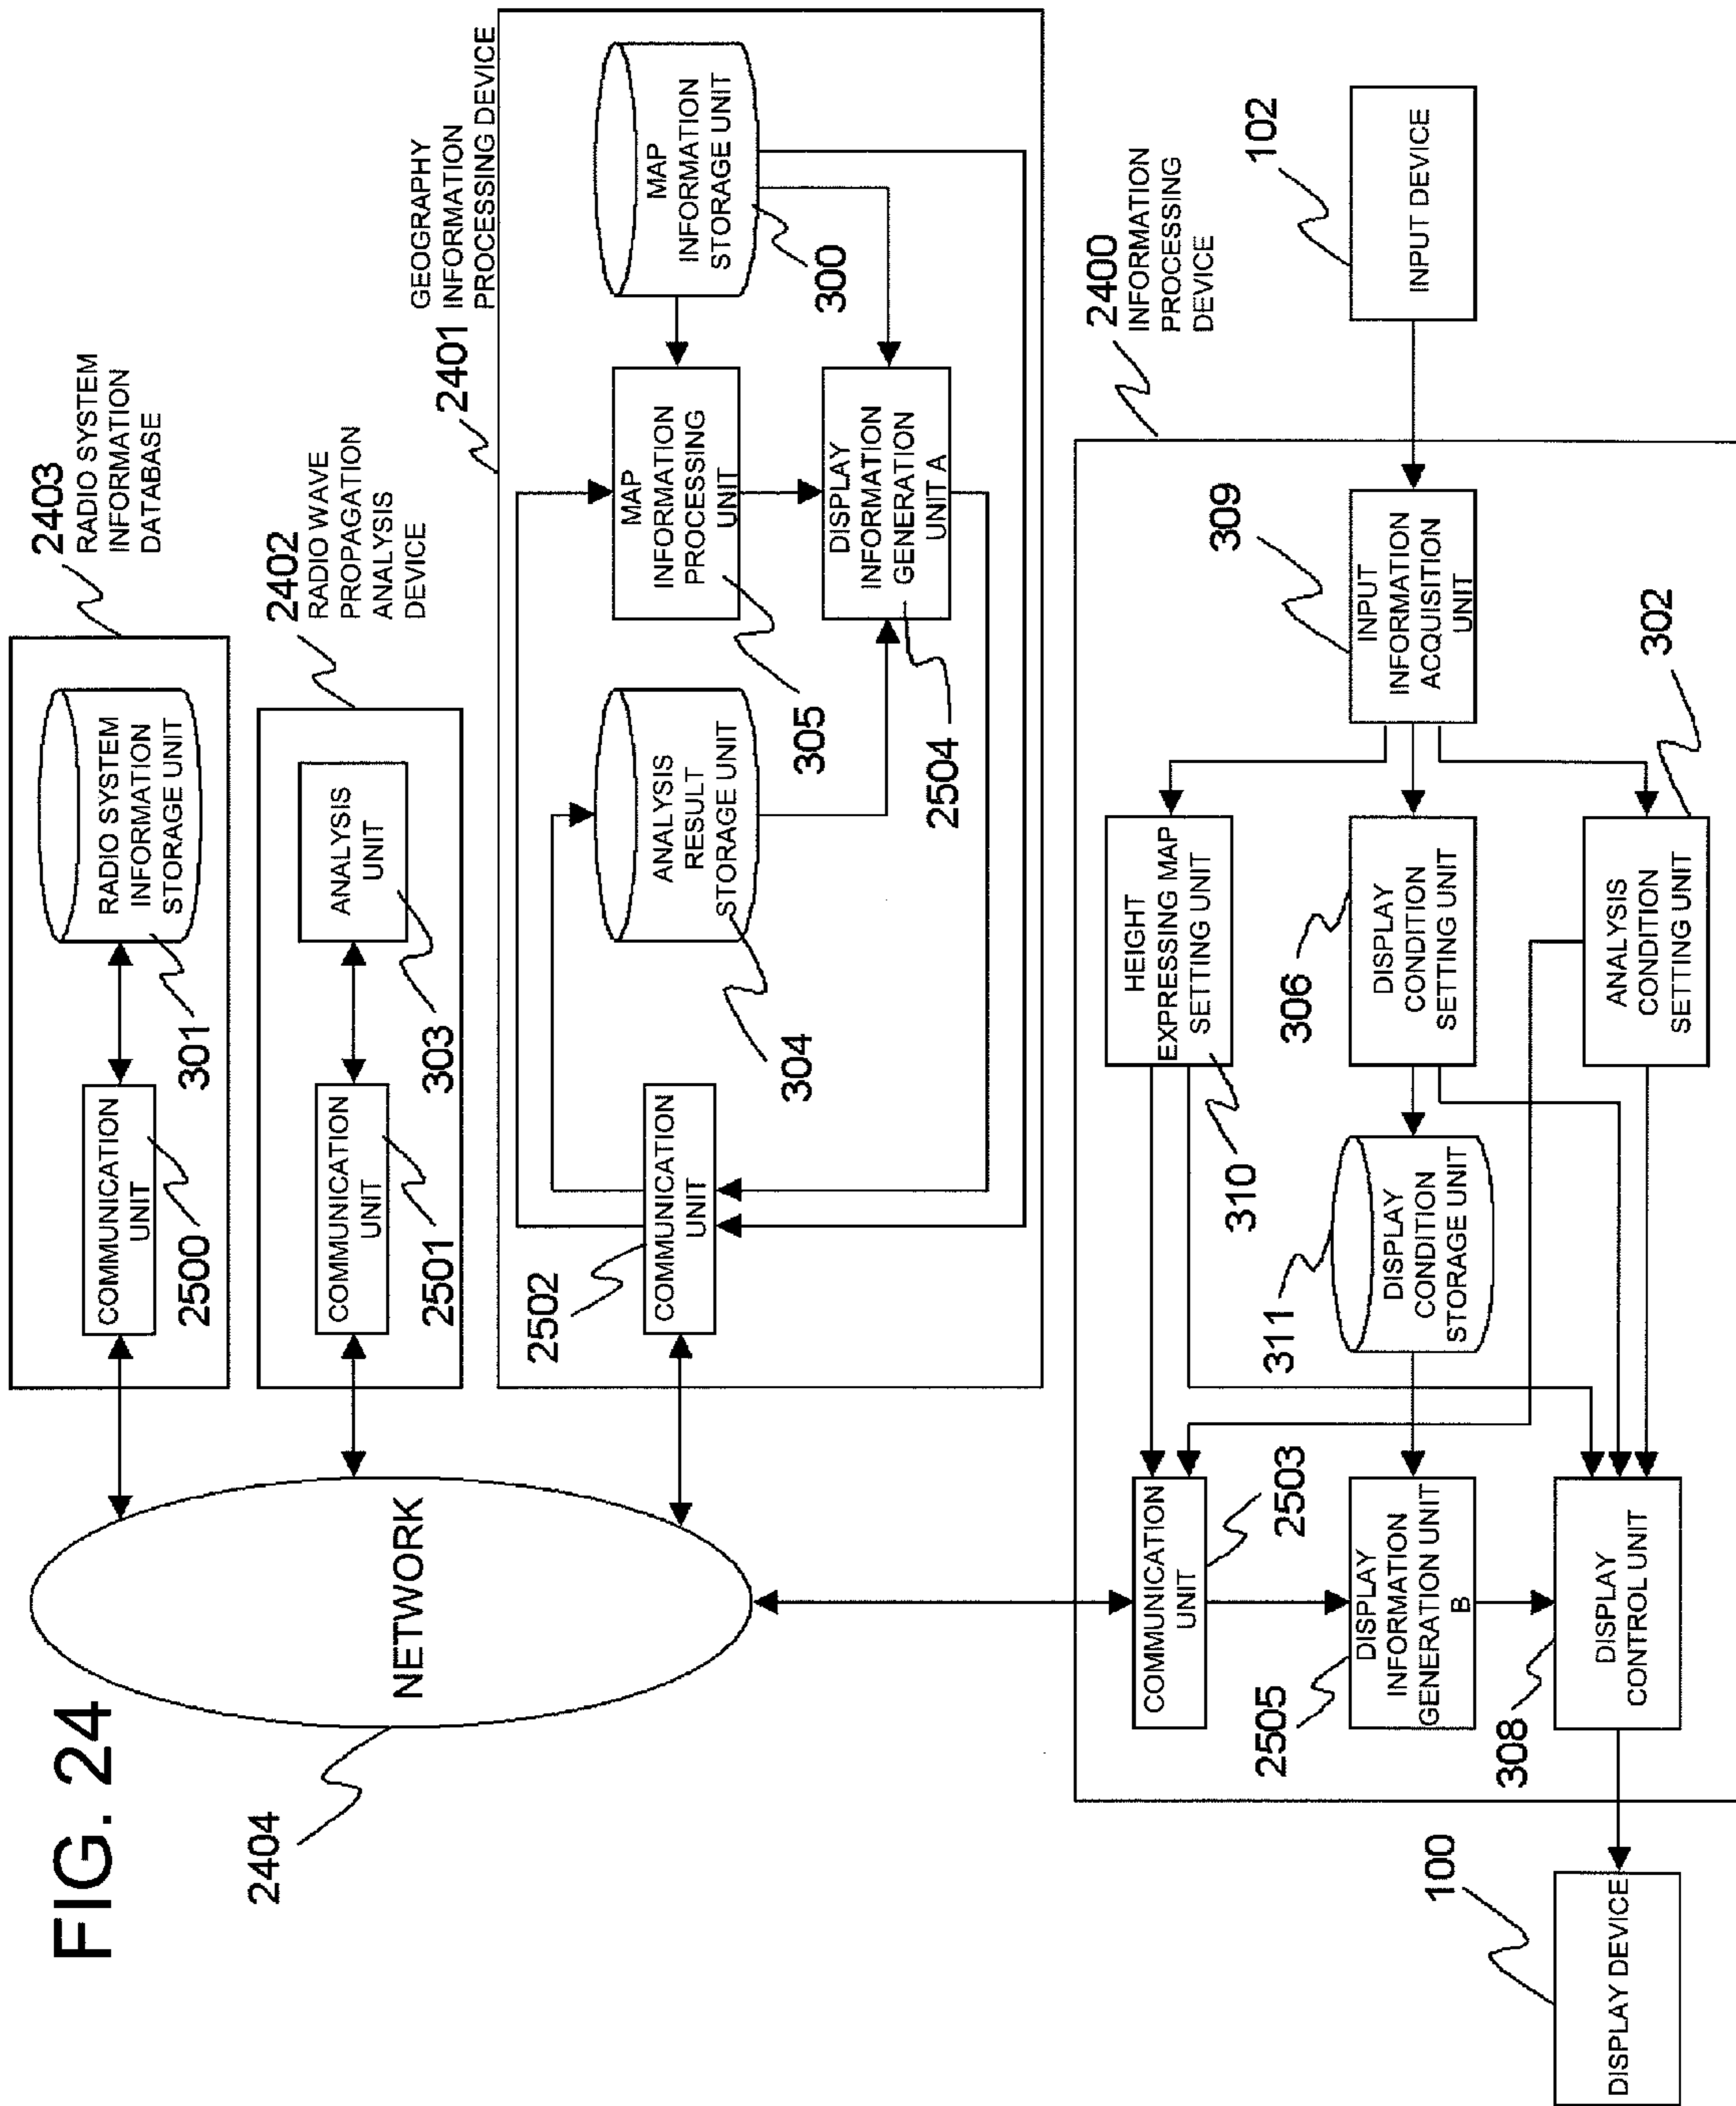 FIG. 24
2404
NETWORK
2403
RADIO SYSTEM
INFORMATION
DATABASE
COMMUNICATION
UNIT
2500
RADIO SYSTEM
INFORMATION
STORAGE UNIT
301
2402
RADIO WAVE
PROPAGATION
ANALYSIS
DEVICE
COMMUNICATION
UNIT
2501
ANALYSIS
UNIT
303
2401
GEOGRAPHY
INFORMATION
PROCESSING DEVICE
2502
COMMUNICATION
UNIT
ANALYSIS
RESULT
STORAGE UNIT
304
MAP
INFORMATION
PROCESSING
UNIT
305
MAP
INFORMATION
STORAGE UNIT
300
DISPLAY
INFORMATION
GENERATION
UNIT A
2504
2400
INFORMATION
PROCESSING
DEVICE
COMMUNICATION
UNIT
2503
HEIGHT
EXPRESSING MAP
SETTING UNIT
310
2505
DISPLAY
INFORMATION
GENERATION UNIT
B
311
DISPLAY
CONDITION
STORAGE UNIT
306
DISPLAY
CONDITION
SETTING UNIT
309
INPUT
INFORMATION
ACQUISITION
UNIT
102
INPUT DEVICE
308
DISPLAY
CONTROL UNIT
302
ANALYSIS
CONDITION
SETTING UNIT
100
DISPLAY DEVICE